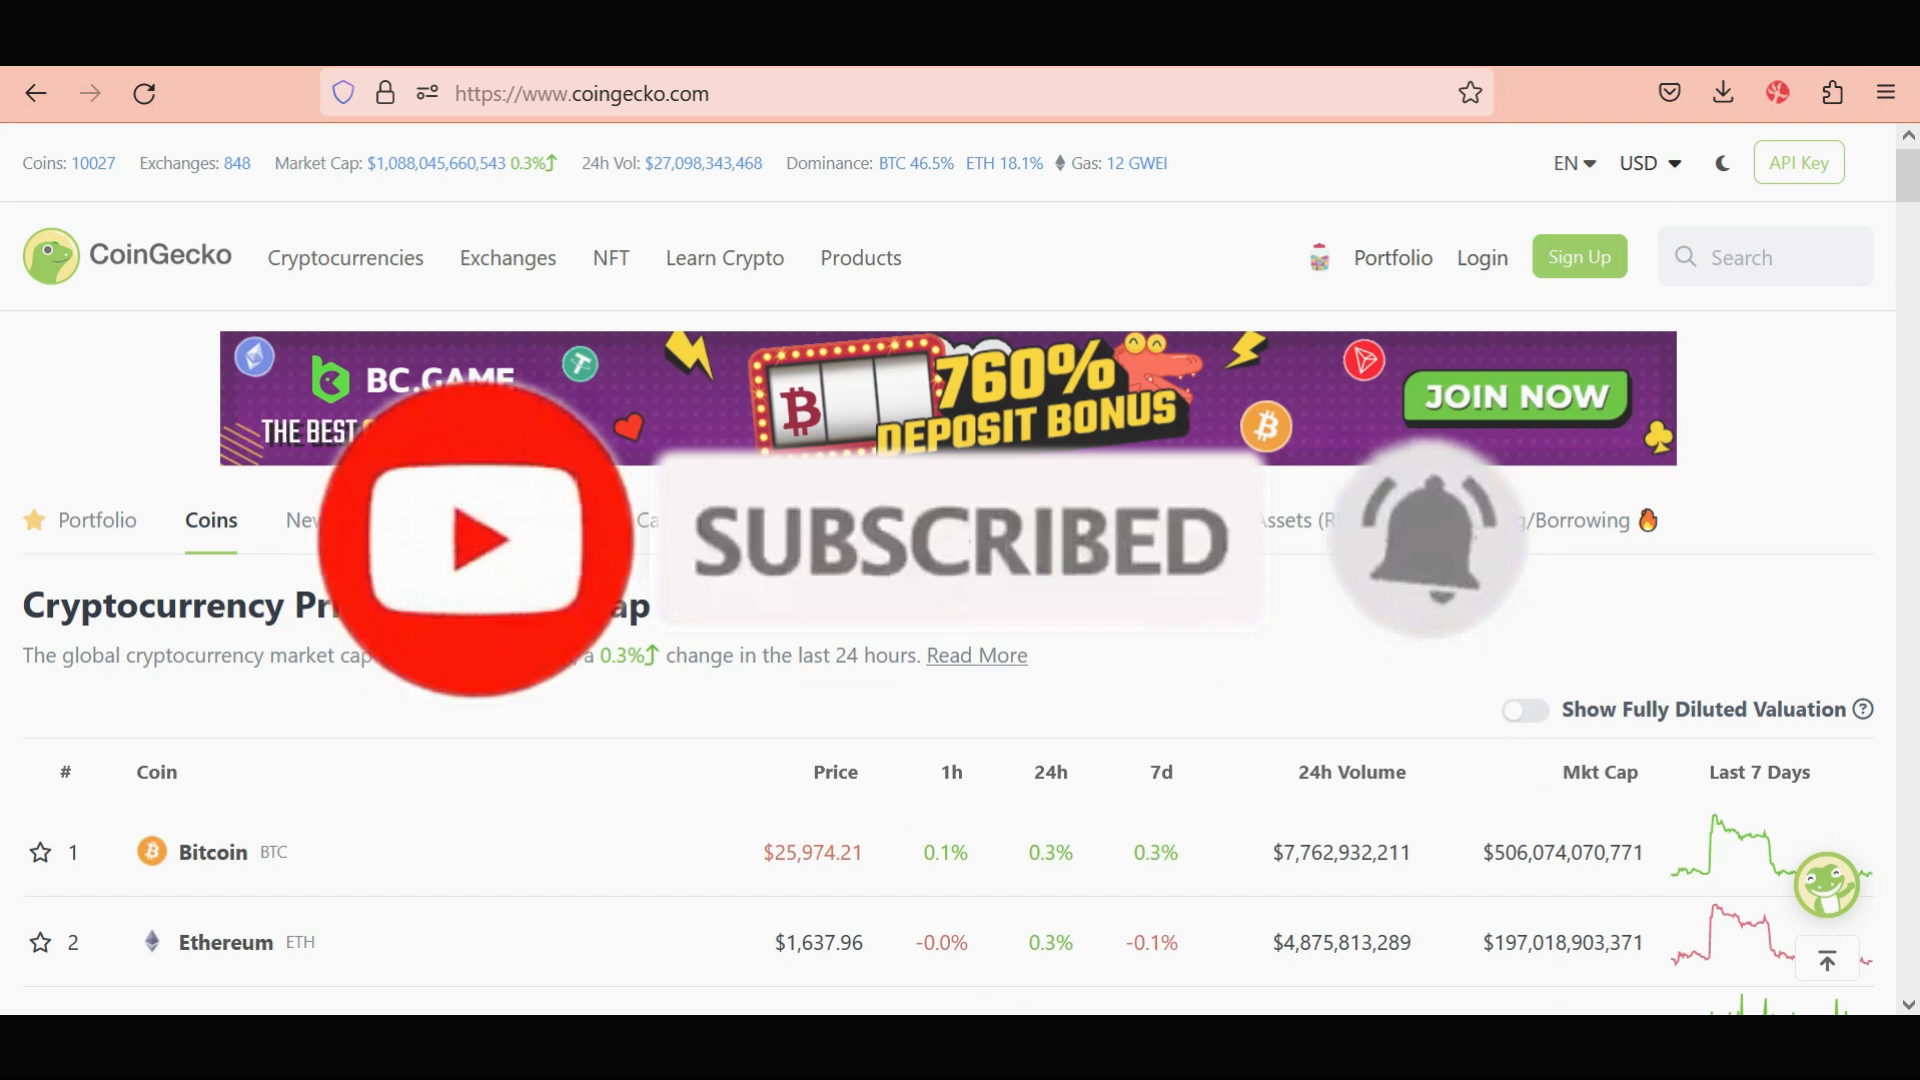 https://www.coingecko.com
Coins: 10027 Exchanges: 848 Market Cap: $1,088,045,660,543 0.3% 24h Vol: $27,098,343,468 Dominance: BTC 46.5% ETH 18.1% Gas: 12 GWEI EN USD API Key
CoinGecko Cryptocurrencies Exchanges NFT Learn Crypto Products Portfolio Login Sign Up Search
BC.GAME
THE BEST
760%
DEPOSIT BONUS
JOIN NOW
Portfolio Coins /Borrowing
SUBSCRIBED
Cryptocurrency
The global cryptocurrency market cap a 0.3% change in the last 24 hours. Read More
Show Fully Diluted Valuation ?
# Coin Price 1h 24h 7d 24h Volume Mkt Cap Last 7 Days
1 Bitcoin BTC $25,974.21 0.1% 0.3% 0.3% $7,762,932,211 $506,074,070,771
2 Ethereum ETH $1,637.96 -0.0% 0.3% -0.1% $4,875,813,289 $197,018,903,371